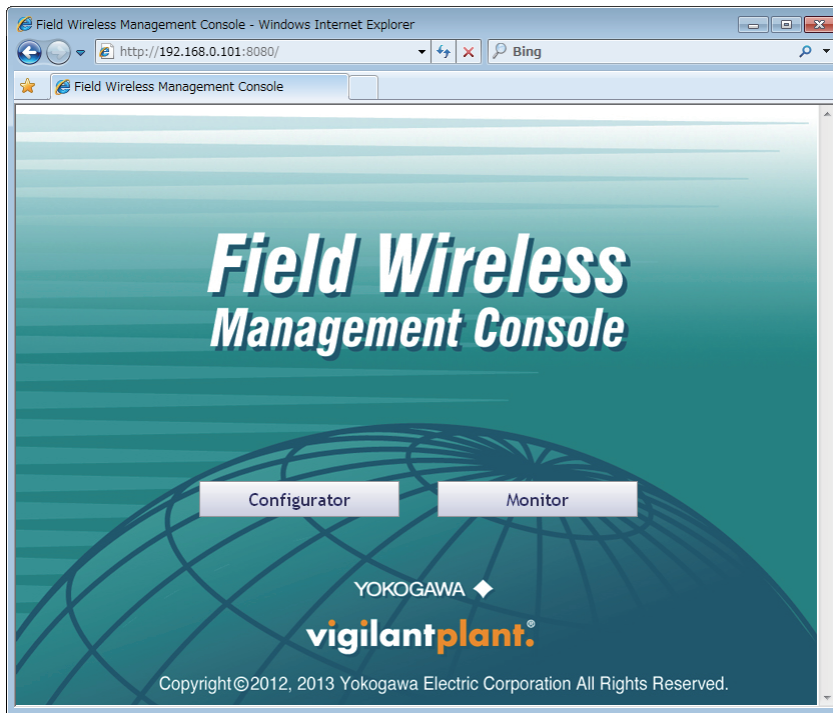 Field Wireless Management Console - Windows Internet Explorer
http://192.168.0.101:8080/
Bing
Field Wireless Management Console
Field Wireless
Management Console
Configurator
Monitor
YOKOGAWA
vigilantplant.®
Copyright©2012, 2013 Yokogawa Electric Corporation All Rights Reserved.